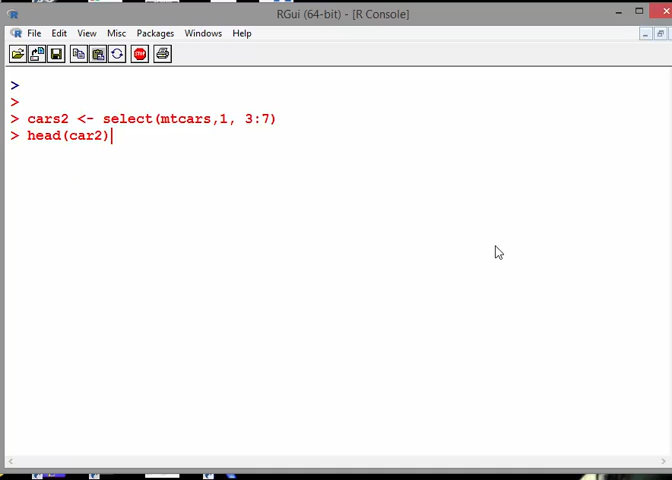 RGui (64-bit) - [R Console]
File Edit View Misc Packages Windows Help
STOP
>
>
> cars2 <- select(mtcars,1, 3:7)
> head(car2)